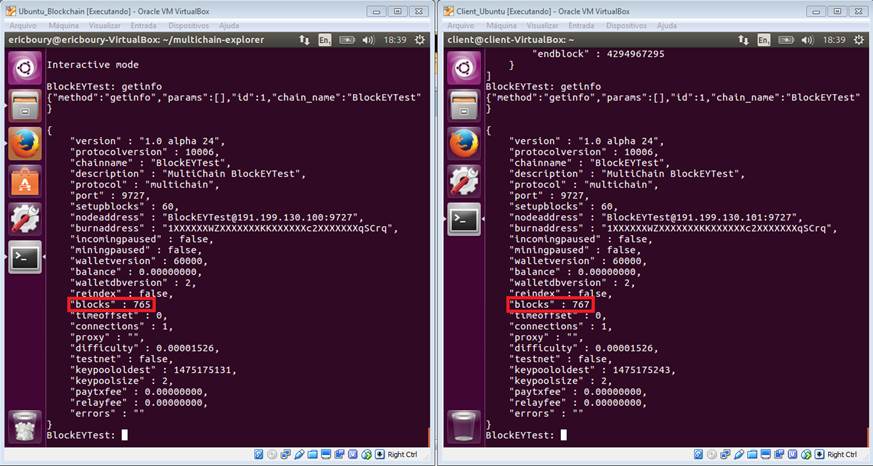 Ubuntu_Blockchain [Executando] - Oracle VM VirtualBox
Arquivo Máquina Visualizar Entrada Dispositivos Ajuda
ericboury@ericboury-VirtualBox: ~/multichain-explorer
En
18:39
Interactive mode
BlockEYTest: getinfo
{"method":"getinfo","params":[],"id":1,"chain_name":"BlockEYTest"
}
{
"version" : "1.0 alpha 24",
"protocolversion" : 10006,
"chainname" : "BlockEYTest",
"description" : "MultiChain BlockEYTest",
"protocol" : "multichain",
"port" : 9727,
"setupblocks" : 60,
"nodeaddress" : "BlockEYTest@191.199.130.100:9727",
"burnaddress" : "1XXXXXXWZXXXXXXXKKXXXXXXc2XXXXXXXqSCrq",
"incomingpaused" : false,
"miningpaused" : false,
"walletversion" : 60000,
"balance" : 0.00000000,
"walletdbversion" : 2,
"reindex" : false,
"blocks" : 765
"timeoffset" : 0,
"connections" : 1,
"proxy" : "",
"difficulty" : 0.00001526,
"testnet" : false,
"keypoololdest" : 1475175131,
"keypoolsize" : 2,
"paytxfee" : 0.00000000,
"relayfee" : 0.00000000,
"errors" : ""
}
BlockEYTest:
Right Ctrl
Client_Ubuntu [Executando] - Oracle VM VirtualBox
Arquivo Máquina Visualizar Entrada Dispositivos Ajuda
client@client-VirtualBox: ~
En
18:39
"endblock" : 4294967295
}
]
BlockEYTest: getinfo
{"method":"getinfo","params":[],"id":1,"chain_name":"BlockEYTest"
}
{
"version" : "1.0 alpha 24",
"protocolversion" : 10006,
"chainname" : "BlockEYTest",
"description" : "MultiChain BlockEYTest",
"protocol" : "multichain",
"port" : 9727,
"setupblocks" : 60,
"nodeaddress" : "BlockEYTest@191.199.130.101:9727",
"burnaddress" : "1XXXXXXWZXXXXXXXKKXXXXXXc2XXXXXXXqSCrq",
"incomingpaused" : false,
"miningpaused" : false,
"walletversion" : 60000,
"balance" : 0.00000000,
"walletdbversion" : 2,
"reindex" : false,
"blocks" : 767
"timeoffset" : 0,
"connections" : 1,
"proxy" : "",
"difficulty" : 0.00001526,
"testnet" : false,
"keypoololdest" : 1475175243,
"keypoolsize" : 2,
"paytxfee" : 0.00000000,
"relayfee" : 0.00000000,
"errors" : ""
}
BlockEYTest:
Right Ctrl